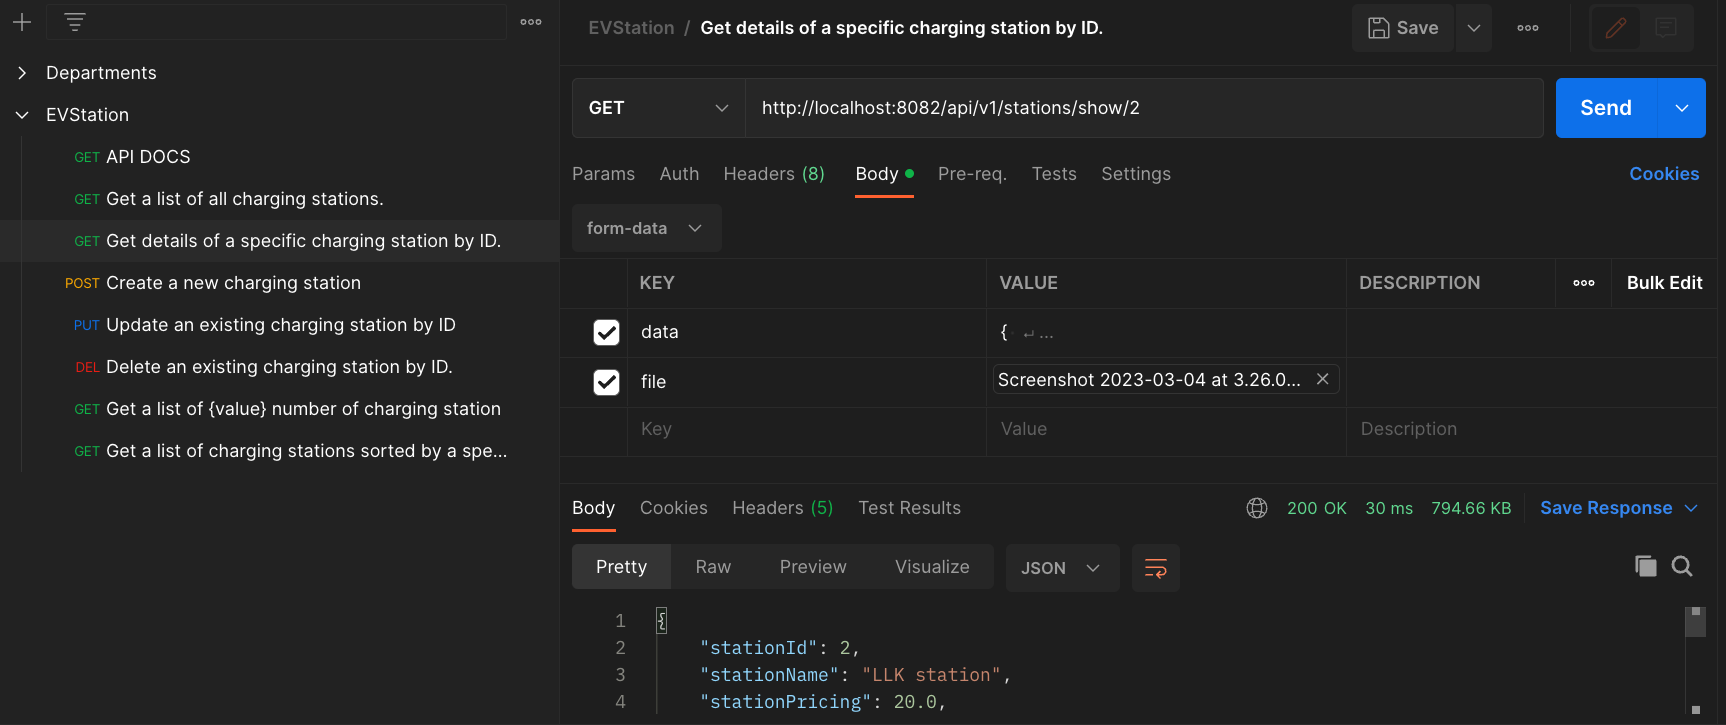 EVStation / Get details of a specific charging station by ID.
Save
Departments
EVStation
GET API DOCS
GET Get a list of all charging stations.
GET Get details of a specific charging station by ID.
POST Create a new charging station
PUT Update an existing charging station by ID
DEL Delete an existing charging station by ID.
GET Get a list of {value} number of charging station
GET Get a list of charging stations sorted by a spe...
GET http://localhost:8082/api/v1/stations/show/2 Send
Params Auth Headers (8) Body Pre-req. Tests Settings Cookies
form-data
KEY VALUE DESCRIPTION Bulk Edit
data { ↵ ...
file Screenshot 2023-03-04 at 3.26.0...
Key Value Description
Body Cookies Headers (5) Test Results 200 OK 30 ms 794.66 KB Save Response
Pretty Raw Preview Visualize JSON
1 {
2 "stationId": 2,
3 "stationName": "LLK station",
4 "stationPricing": 20.0,